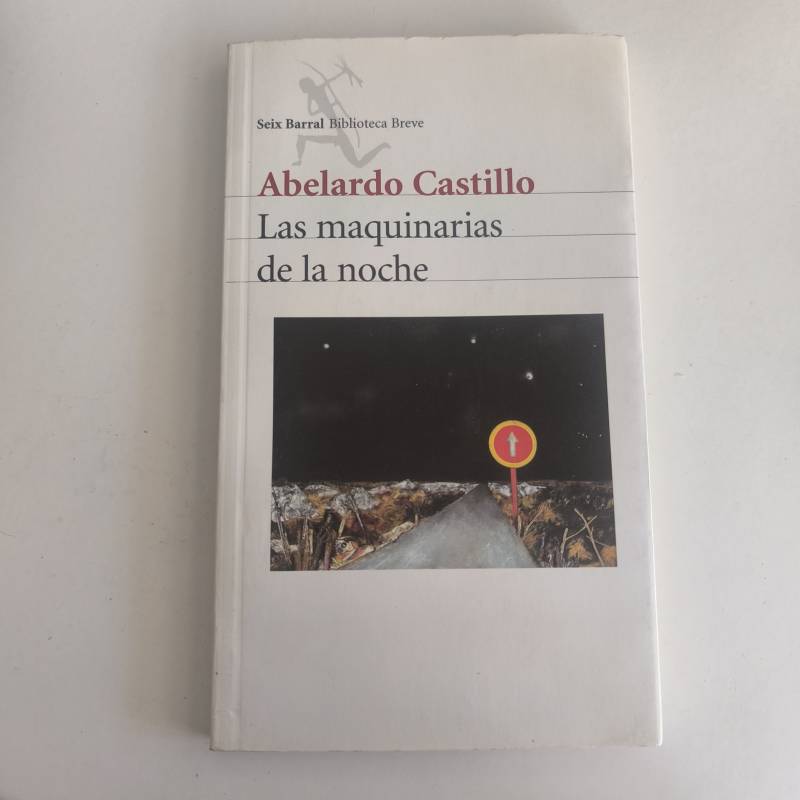 Seix Barral Biblioteca Breve
Abelardo Castillo
Las maquinarias
de la noche